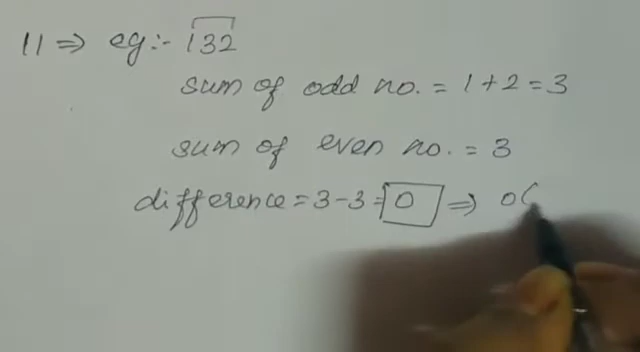 11 ⇒ eg:- 132
sum of odd no. = 1 + 2 = 3
sum of even no. = 3
difference = 3 - 3 = 0 ⇒ 0(